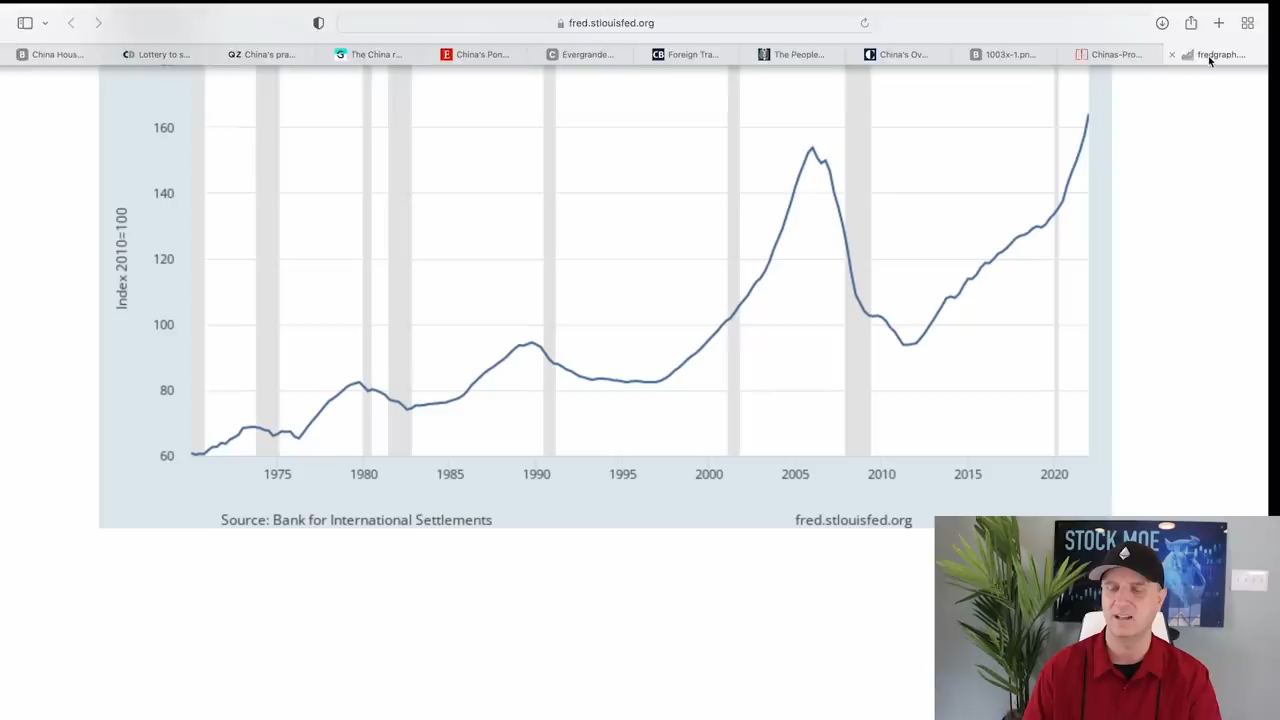 fred.stlouisfed.org
China Hous...
Lottery to s...
QZ China's pra...
The China r...
E China's Pon...
Evergrande...
CB Foreign Tra...
The People...
China's Ov...
B 1003x-1.pn...
Chinas-Pro...
fredgraph....
160
140
120
100
80
60
Index 2010=100
1975 1980 1985 1990 1995 2000 2005 2010 2015 2020
Source: Bank for International Settlements
fred.stlouisfed.org
STOCK MOE